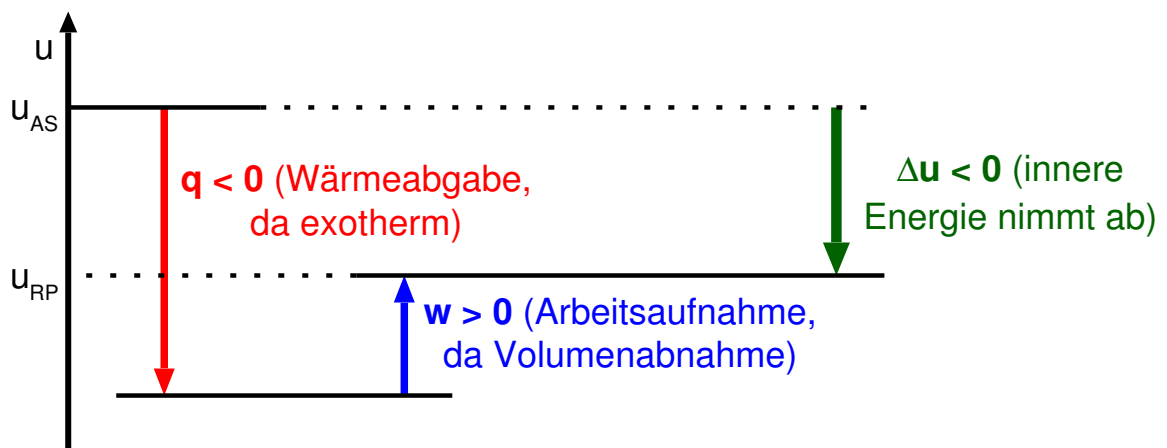 u
u_AS
q < 0 (Wärmeabgabe,
da exotherm)
Δu < 0 (innere
Energie nimmt ab)
u_RP
w > 0 (Arbeitsaufnahme,
da Volumenabnahme)